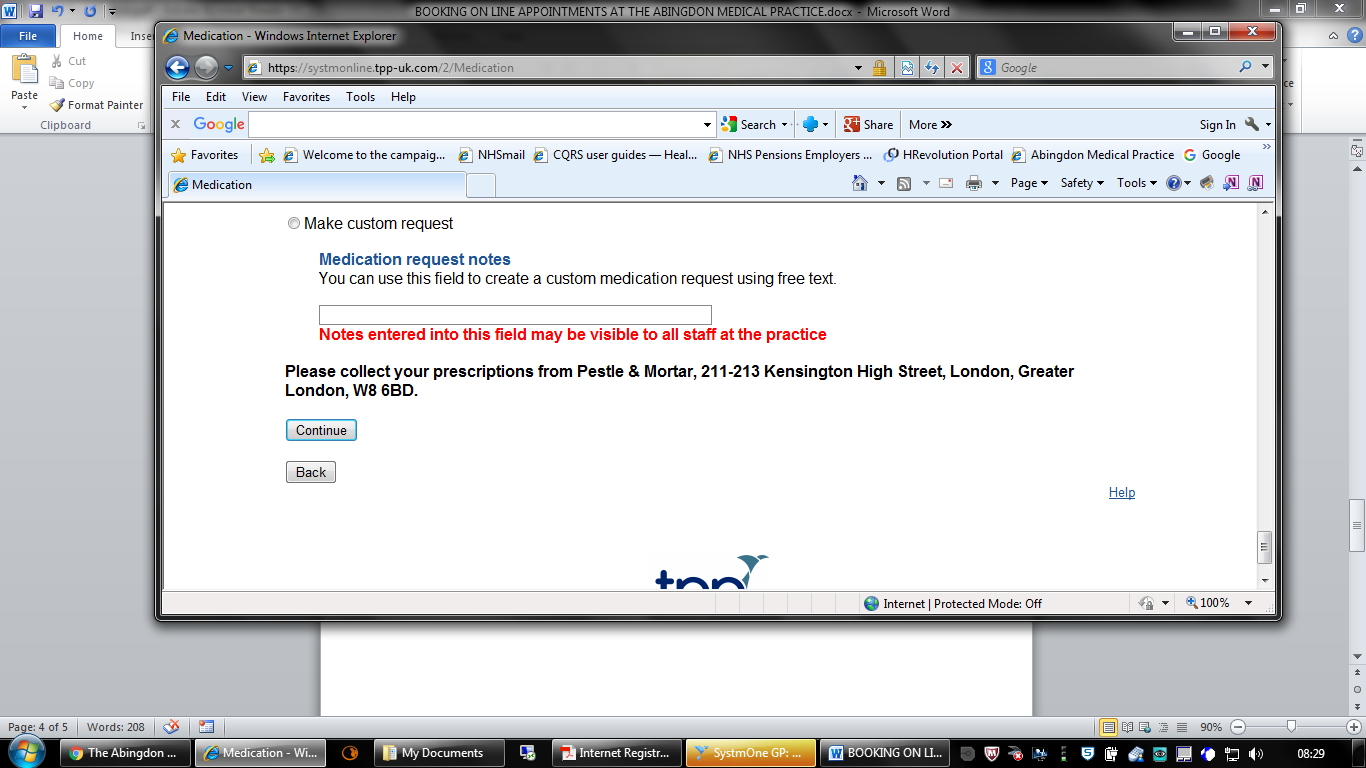 BOOKING ON LINE APPOINTMENTS AT THE ABINGDON MEDICAL PRACTICE.docx - Microsoft Word
File Home Inser
Cut
Copy
Paste Format Painter
Clipboard
Medication - Windows Internet Explorer
https://systmonline.tpp-uk.com/2/Medication
Google
File Edit View Favorites Tools Help
x Google Search Share More » Sign In
Favorites Welcome to the campaig... NHSmail CQRS user guides — Heal... NHS Pensions Employers ... HRevolution Portal Abingdon Medical Practice Google
Medication Page Safety Tools
Make custom request
Medication request notes
You can use this field to create a custom medication request using free text.
Notes entered into this field may be visible to all staff at the practice
Please collect your prescriptions from Pestle & Mortar, 211-213 Kensington High Street, London, Greater
London, W8 6BD.
Continue
Back
Help
tpp
Internet | Protected Mode: Off 100%
Page: 4 of 5 Words: 208 90%
The Abingdon ... Medication - Wi... My Documents Internet Registr... SystmOne GP: ... BOOKING ON LI... 08:29